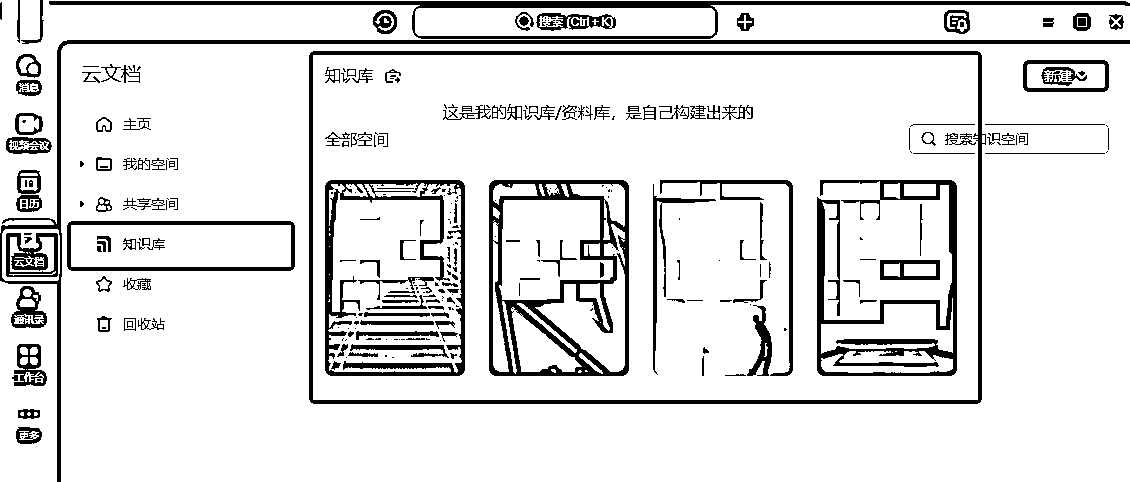 搜索 (Ctrl + K)
消息
视频会议
日历
云文档
通讯录
工作台
更多
云文档
主页
我的空间
共享空间
知识库
收藏
回收站
知识库
新建
这是我的知识库/资料库，是自己构建出来的
全部空间
搜索知识空间